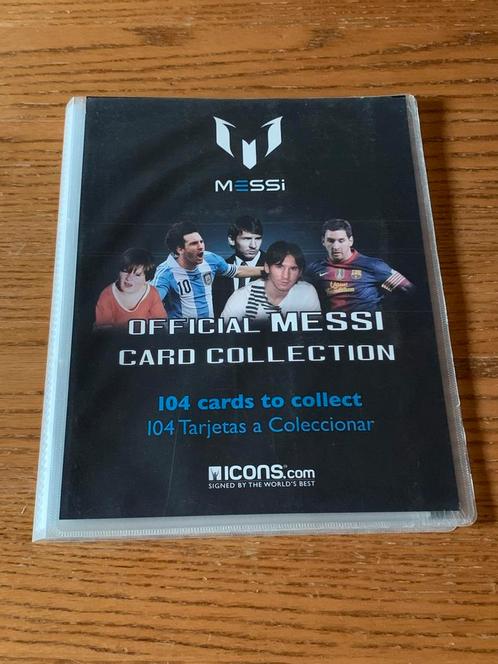 MESSi
10
OFFICIAL MESSI
CARD COLLECTION
104 cards to collect
104 Tarjetas a Coleccionar
ICONS.com
SIGNED BY THE WORLD'S BEST